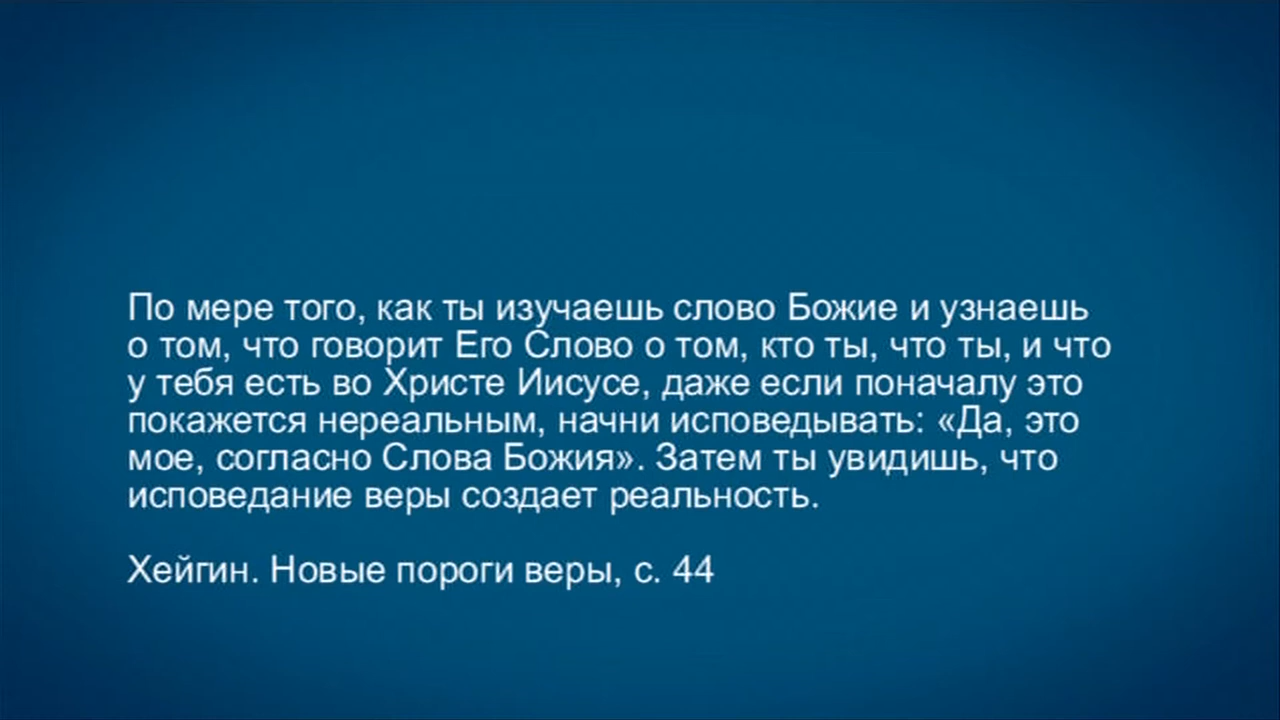 По мере того, как ты изучаешь слово Божие и узнаешь
о том, что говорит Его Слово о том, кто ты, что ты, и что
у тебя есть во Христе Иисусе, даже если поначалу это
покажется нереальным, начни исповедывать: «Да, это
мое, согласно Слова Божия». Затем ты увидишь, что
исповедание веры создает реальность.
Хейгин. Новые пороги веры, с. 44